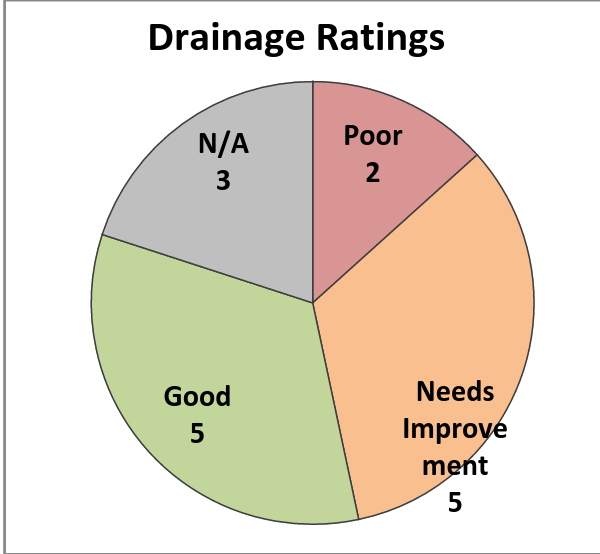 Drainage Ratings
N/A
3
Poor
2
Good
5
Needs
Improve
ment
5